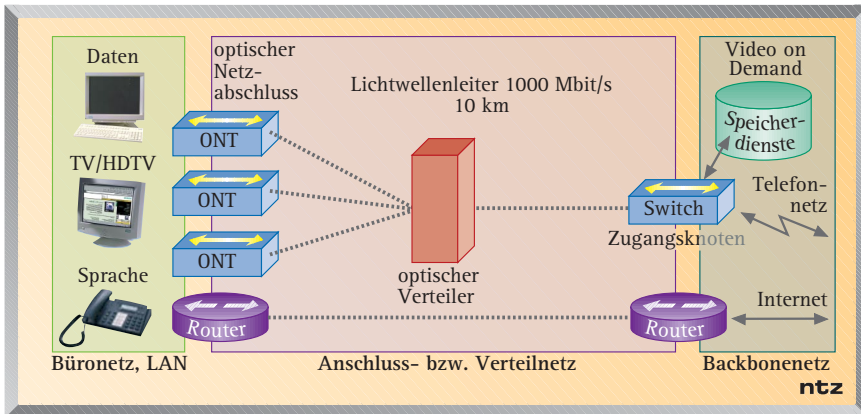 Daten
TV/HDTV
Sprache
Büronetz, LAN
optischer
Netz-
abschluss
ONT
ONT
ONT
Router
Lichtwellenleiter 1000 Mbit/s
10 km
optischer
Verteiler
Anschluss- bzw. Verteilnetz
Switch
Zugangsknoten
Router
Video on
Demand
Speicher-
dienste
Telefon-
netz
Internet
Backbonenetz
ntz